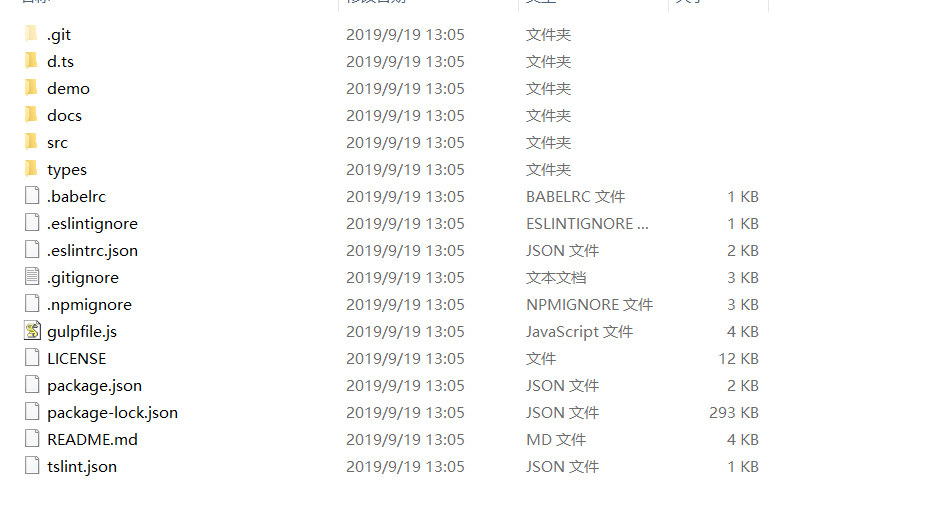 .git 2019/9/19 13:05 文件夹
d.ts 2019/9/19 13:05 文件夹
demo 2019/9/19 13:05 文件夹
docs 2019/9/19 13:05 文件夹
src 2019/9/19 13:05 文件夹
types 2019/9/19 13:05 文件夹
.babelrc 2019/9/19 13:05 BABELRC 文件 1 KB
.eslintignore 2019/9/19 13:05 ESLINTIGNORE ... 1 KB
.eslintrc.json 2019/9/19 13:05 JSON 文件 2 KB
.gitignore 2019/9/19 13:05 文本文档 3 KB
.npmignore 2019/9/19 13:05 NPMIGNORE 文件 3 KB
gulpfile.js 2019/9/19 13:05 JavaScript 文件 4 KB
LICENSE 2019/9/19 13:05 文件 12 KB
package.json 2019/9/19 13:05 JSON 文件 2 KB
package-lock.json 2019/9/19 13:05 JSON 文件 293 KB
README.md 2019/9/19 13:05 MD 文件 4 KB
tslint.json 2019/9/19 13:05 JSON 文件 1 KB